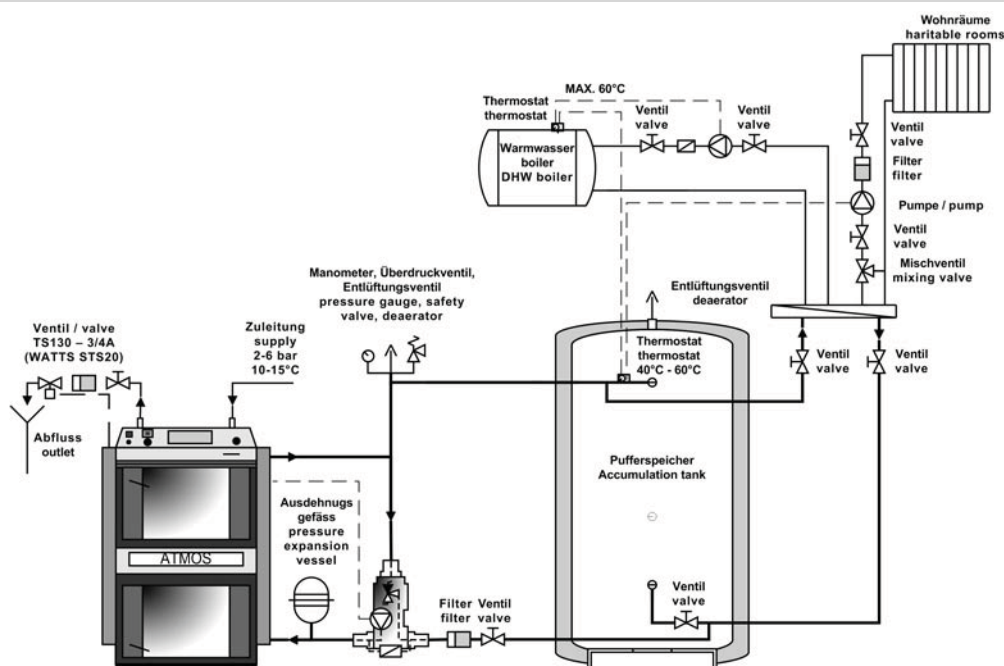 Wohnräume
haritable rooms
MAX. 60°C
Thermostat
thermostat
Ventil
valve
Ventil
valve
Warmwasser
boiler
DHW boiler
Ventil
valve
Filter
filter
Pumpe / pump
Ventil
valve
Mischventil
mixing valve
Manometer, Überdruckventil,
Entlüftungsventil
pressure gauge, safety
valve, deaerator
Entlüftungsventil
deaerator
Ventil / valve
TS130 – 3/4A
(WATTS STS20)
Zuleitung
supply
2-6 bar
10-15°C
Thermostat
thermostat
40°C - 60°C
Ventil
valve
Ventil
valve
Abfluss
outlet
Pufferspeicher
Accumulation tank
Ausdehnugs
gefäss
pressure
expansion
vessel
ATMOS
Filter
filter
Ventil
valve
Ventil
valve